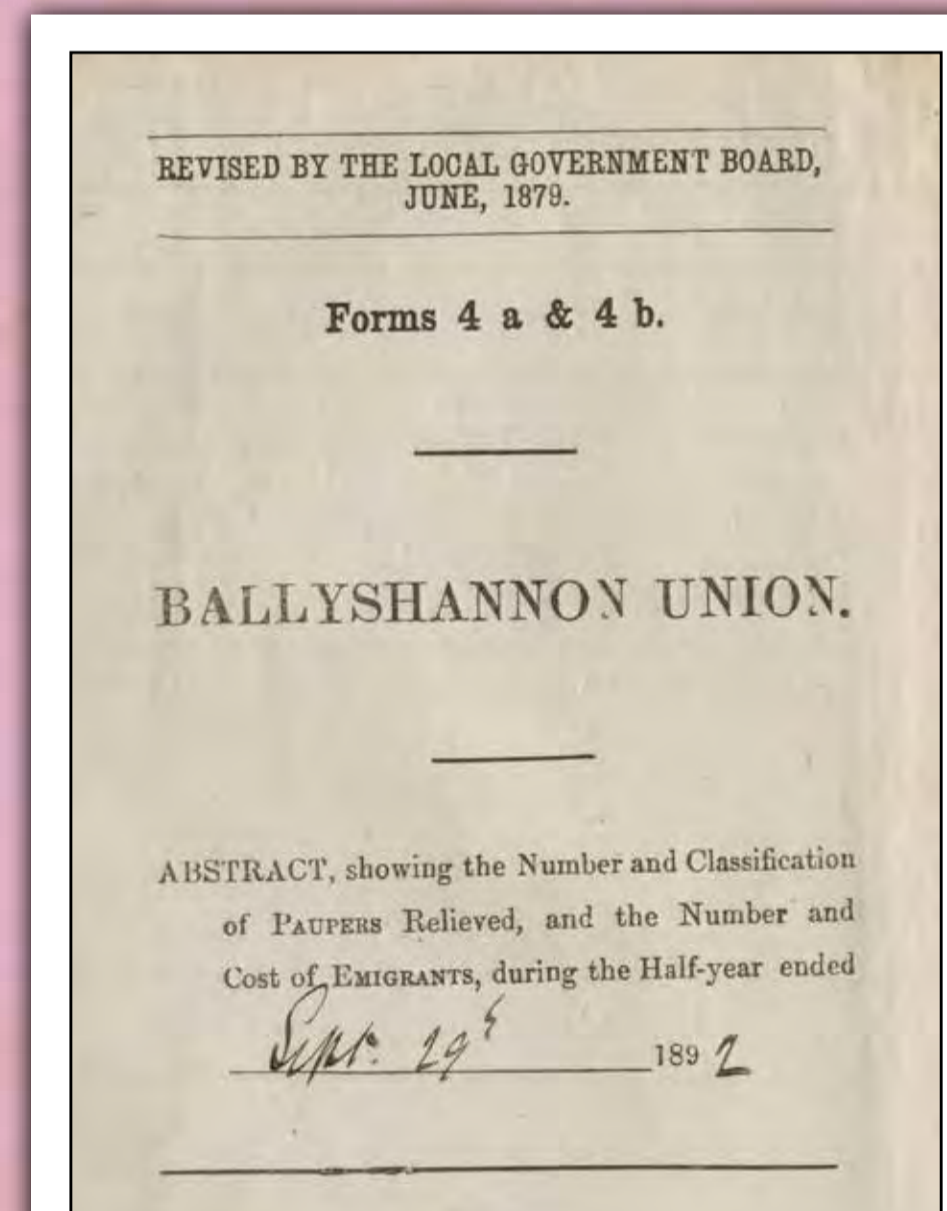 REVISED BY THE LOCAL GOVERNMENT BOARD,
JUNE, 1879.
Forms 4 a & 4 b.
BALLYSHANNON UNION.
ABSTRACT, showing the Number and Classification
of PAUPERS Relieved, and the Number and
Cost of EMIGRANTS, during the Half-year ended
Sept. 29th 1892